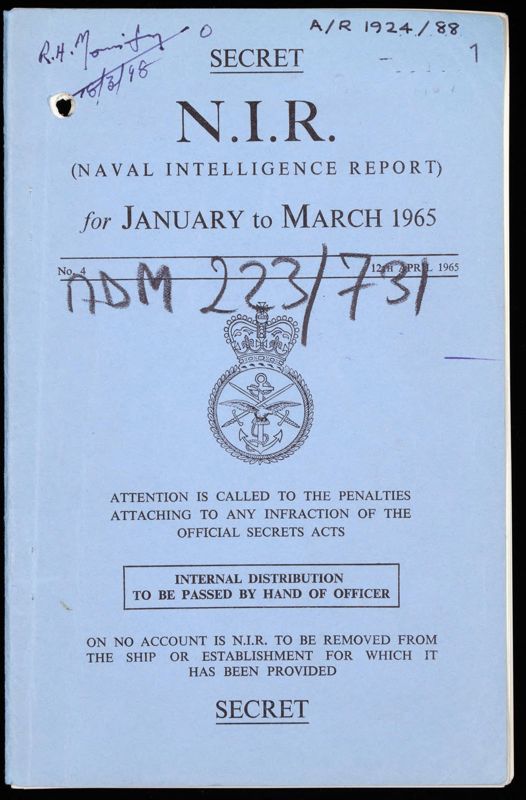 A/R 1924/88
R.H.
1
SECRET
N.I.R.
(NAVAL INTELLIGENCE REPORT)
for JANUARY to MARCH 1965
No. 4 12TH APRIL 1965
ADM 223/731
ATTENTION IS CALLED TO THE PENALTIES
ATTACHING TO ANY INFRACTION OF THE
OFFICIAL SECRETS ACTS
INTERNAL DISTRIBUTION
TO BE PASSED BY HAND OF OFFICER
ON NO ACCOUNT IS N.I.R. TO BE REMOVED FROM
THE SHIP OR ESTABLISHMENT FOR WHICH IT
HAS BEEN PROVIDED
SECRET